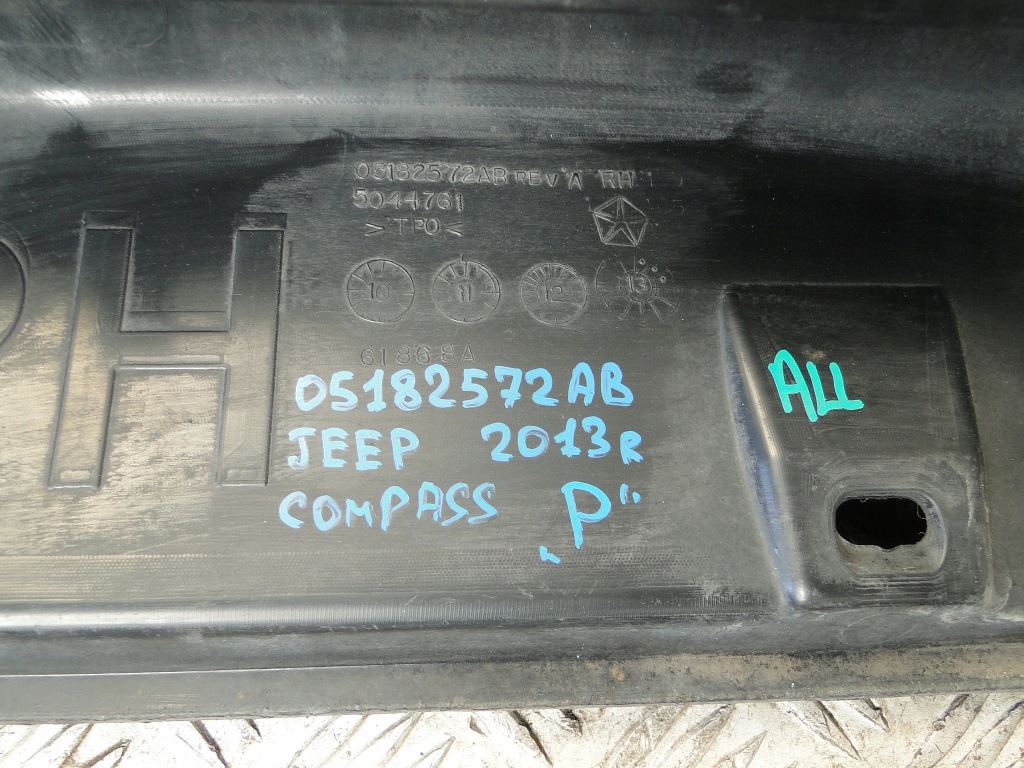 05182572AB REV A RH
5044761
>TPO<
10 11 12 13
61868A
H
05182572AB
JEEP 2013R
COMPASS „P"
ALL